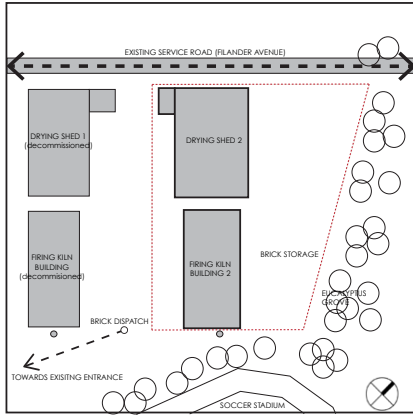 EXISTING SERVICE ROAD (FILANDER AVENUE)
DRYING SHED 1
(decommissioned)
DRYING SHED 2
FIRING KILN
BUILDING
(decommissioned)
FIRING KILN
BUILDING 2
BRICK STORAGE
EUCALYPTUS
GROVE
BRICK DISPATCH
TOWARDS EXISITING ENTRANCE
SOCCER STADIUM